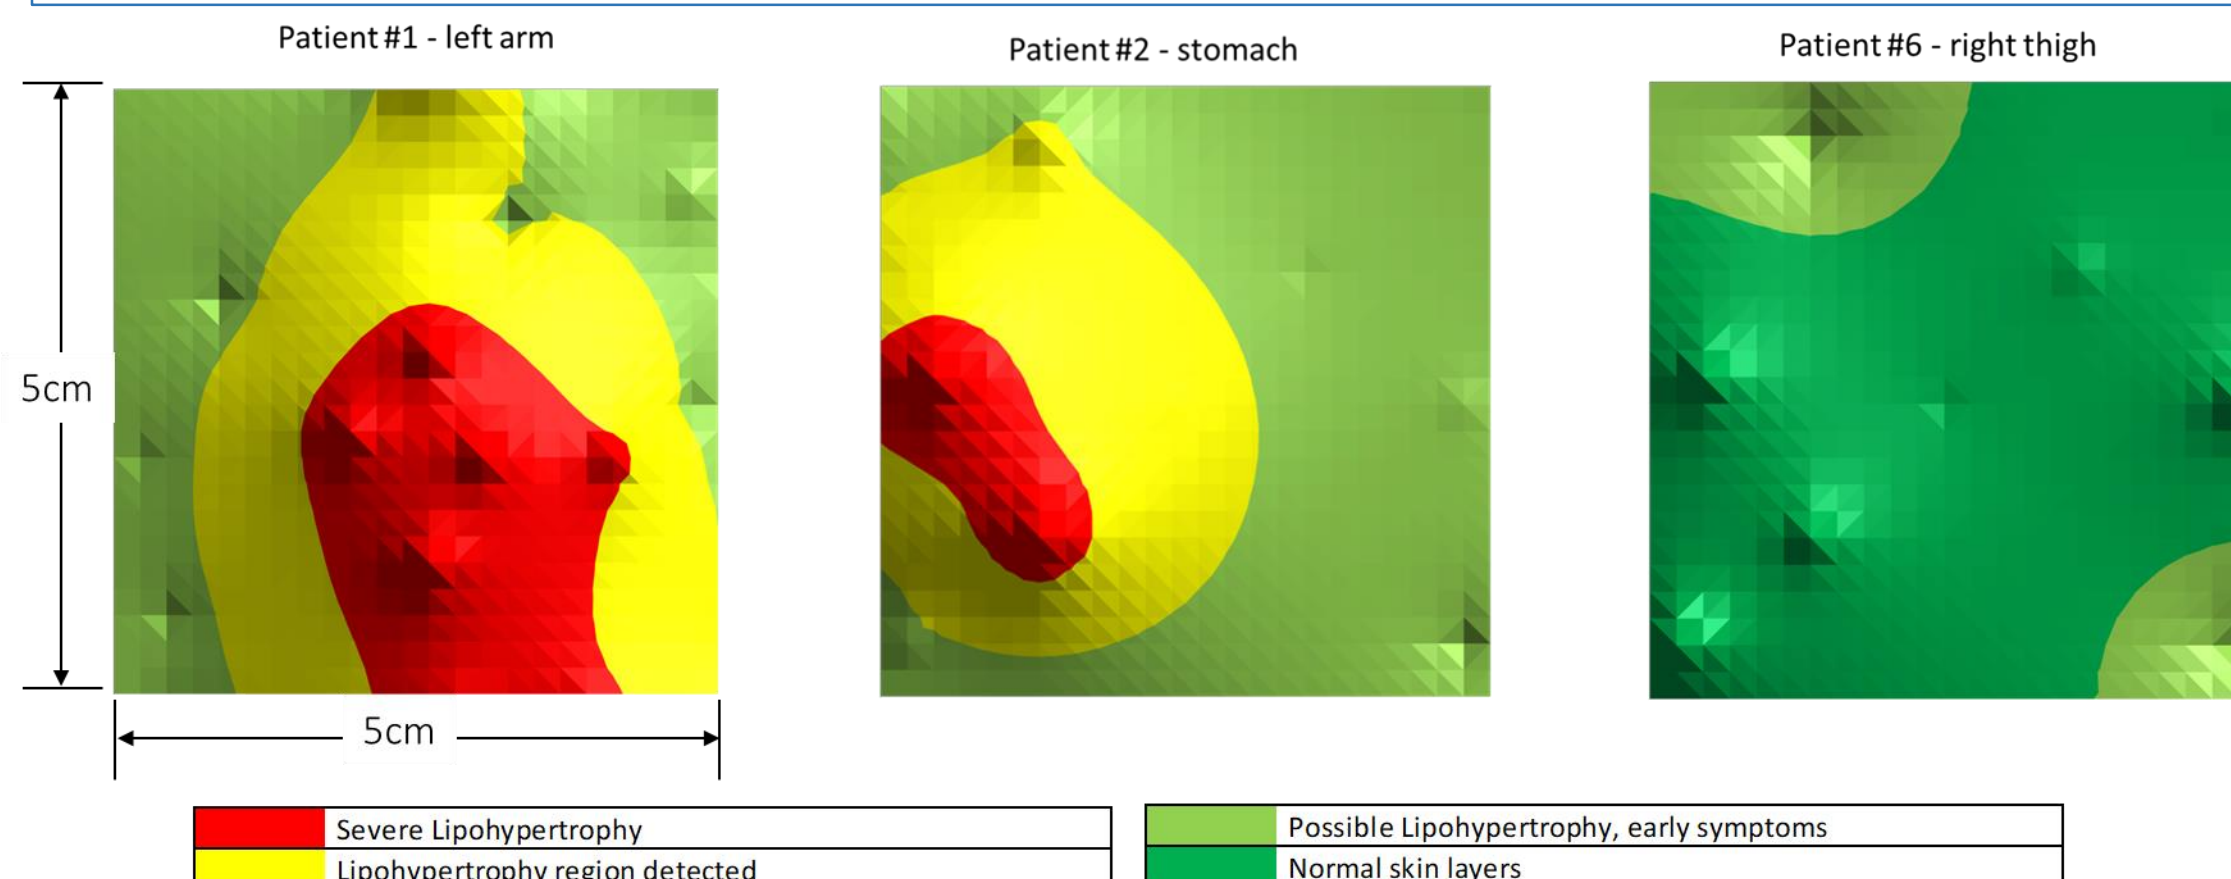 Patient #1 - left arm
Patient #2 - stomach
Patient #6 - right thigh
5cm
5cm
Severe Lipohypertrophy
Lipohypertrophy region detected
Possible Lipohypertrophy, early symptoms
Normal skin layers